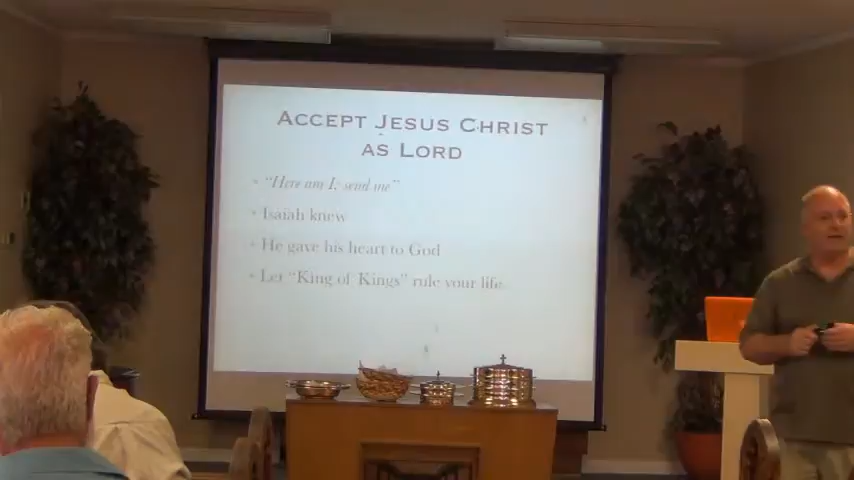 ACCEPT JESUS CHRIST
AS LORD
• "Here am I; send me"
• Isaiah knew
• He gave his heart to God
• Let "King of Kings" rule your life.